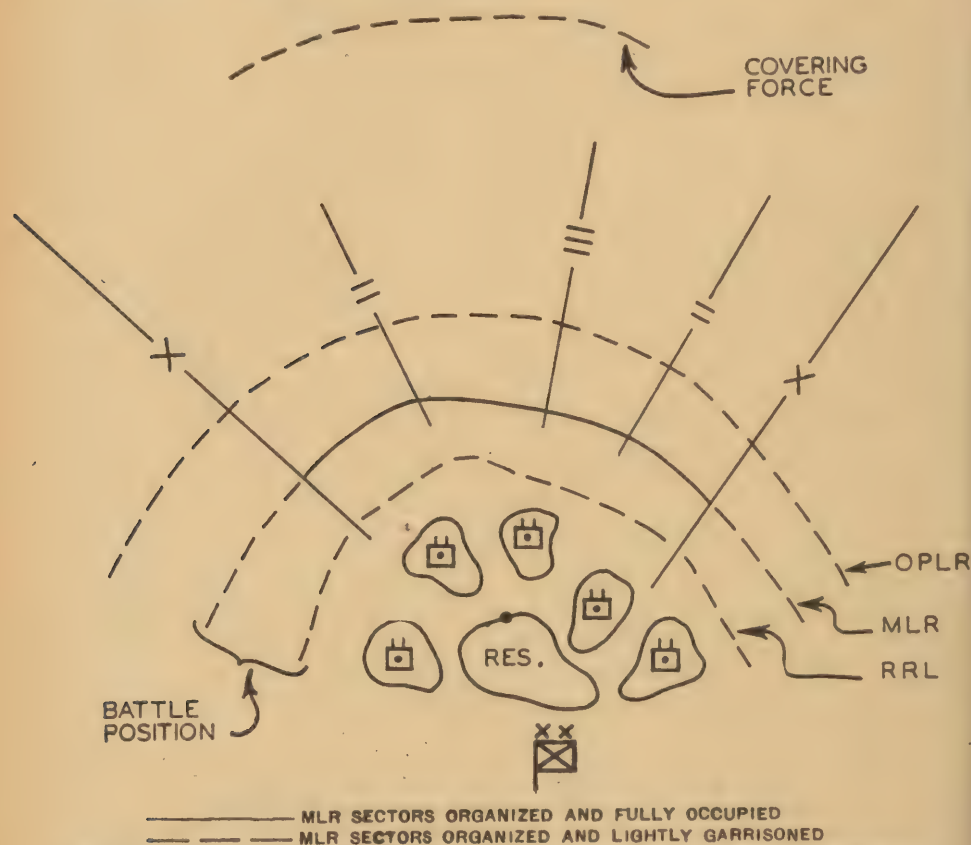 COVERING
FORCE
OPLR
MLR
RES.
RRL
BATTLE
POSITION
MLR SECTORS ORGANIZED AND FULLY OCCUPIED
MLR SECTORS ORGANIZED AND LIGHTLY GARRISONED